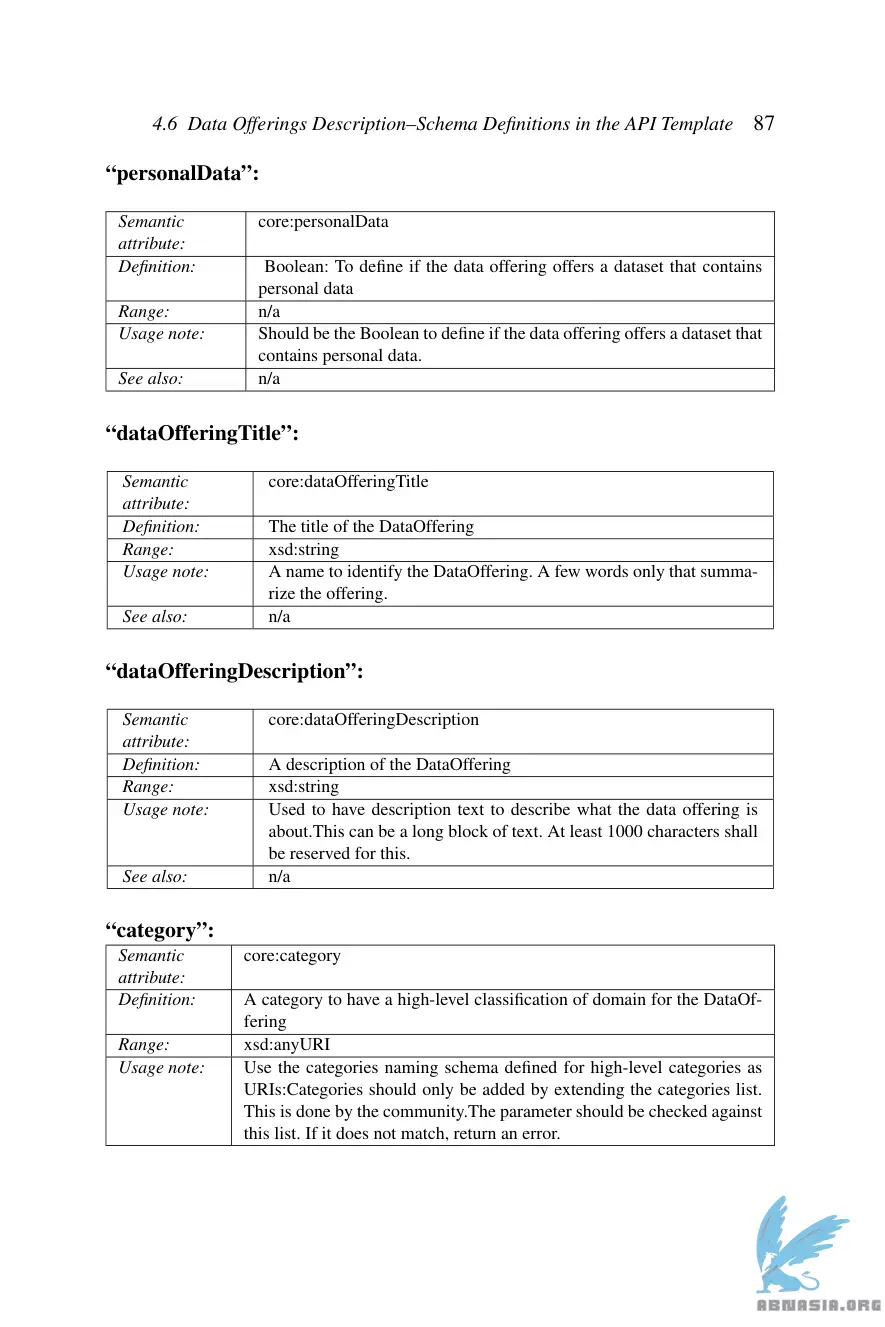 4.6 Data Offerings Description–Schema Definitions in the API Template 87
“personalData”:
Semantic attribute: core:personalData
Definition: Boolean: To define if the data offering offers a dataset that contains
personal data
Range: n/a
Usage note: Should be the Boolean to define if the data offering offers a dataset that
contains personal data.
See also: n/a
“dataOfferingTitle”:
Semantic attribute: core:dataOfferingTitle
Definition: The title of the DataOffering
Range: xsd:string
Usage note: A name to identify the DataOffering. A few words only that summa-
rize the offering.
See also: n/a
“dataOfferingDescription”:
Semantic attribute: core:dataOfferingDescription
Definition: A description of the DataOffering
Range: xsd:string
Usage note: Used to have description text to describe what the data offering is
about.This can be a long block of text. At least 1000 characters shall
be reserved for this.
See also: n/a
“category”:
Semantic attribute: core:category
Definition: A category to have a high-level classification of domain for the DataOf-
fering
Range: xsd:anyURI
Usage note: Use the categories naming schema defined for high-level categories as
URIs:Categories should only be added by extending the categories list.
This is done by the community.The parameter should be checked against
this list. If it does not match, return an error.
ABNASIA.ORG